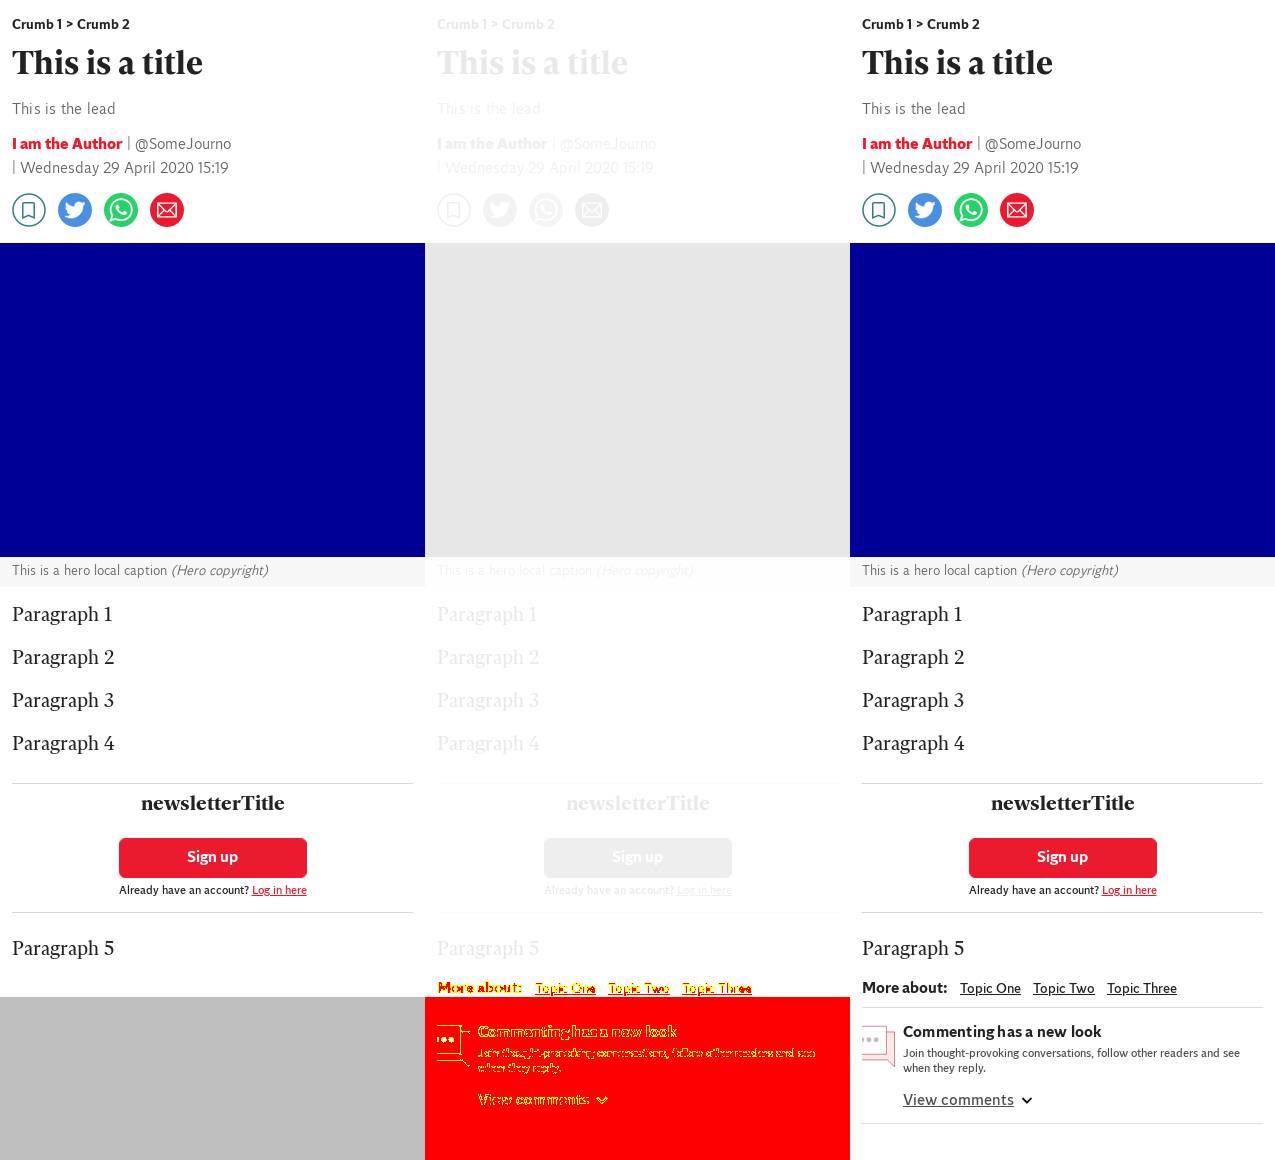 Crumb 1 > Crumb 2
This is a title
This is the lead
I am the Author | @SomeJourno
| Wednesday 29 April 2020 15:19
This is a hero local caption (Hero copyright)
Paragraph 1
Paragraph 2
Paragraph 3
Paragraph 4
newsletterTitle
Sign up
Already have an account? Log in here
Paragraph 5
Crumb 1 > Crumb 2
This is a title
This is the lead
I am the Author | @SomeJourno
| Wednesday 29 April 2020 15:19
This is a hero local caption (Hero copyright)
Paragraph 1
Paragraph 2
Paragraph 3
Paragraph 4
newsletterTitle
Sign up
Already have an account? Log in here
Paragraph 5
More about: Topic One Topic Two Topic Three
Commenting has a new look
Join thought-provoking conversations, follow other readers and see
when they reply.
View comments
Crumb 1 > Crumb 2
This is a title
This is the lead
I am the Author | @SomeJourno
| Wednesday 29 April 2020 15:19
This is a hero local caption (Hero copyright)
Paragraph 1
Paragraph 2
Paragraph 3
Paragraph 4
newsletterTitle
Sign up
Already have an account? Log in here
Paragraph 5
More about: Topic One Topic Two Topic Three
Commenting has a new look
Join thought-provoking conversations, follow other readers and see
when they reply.
View comments